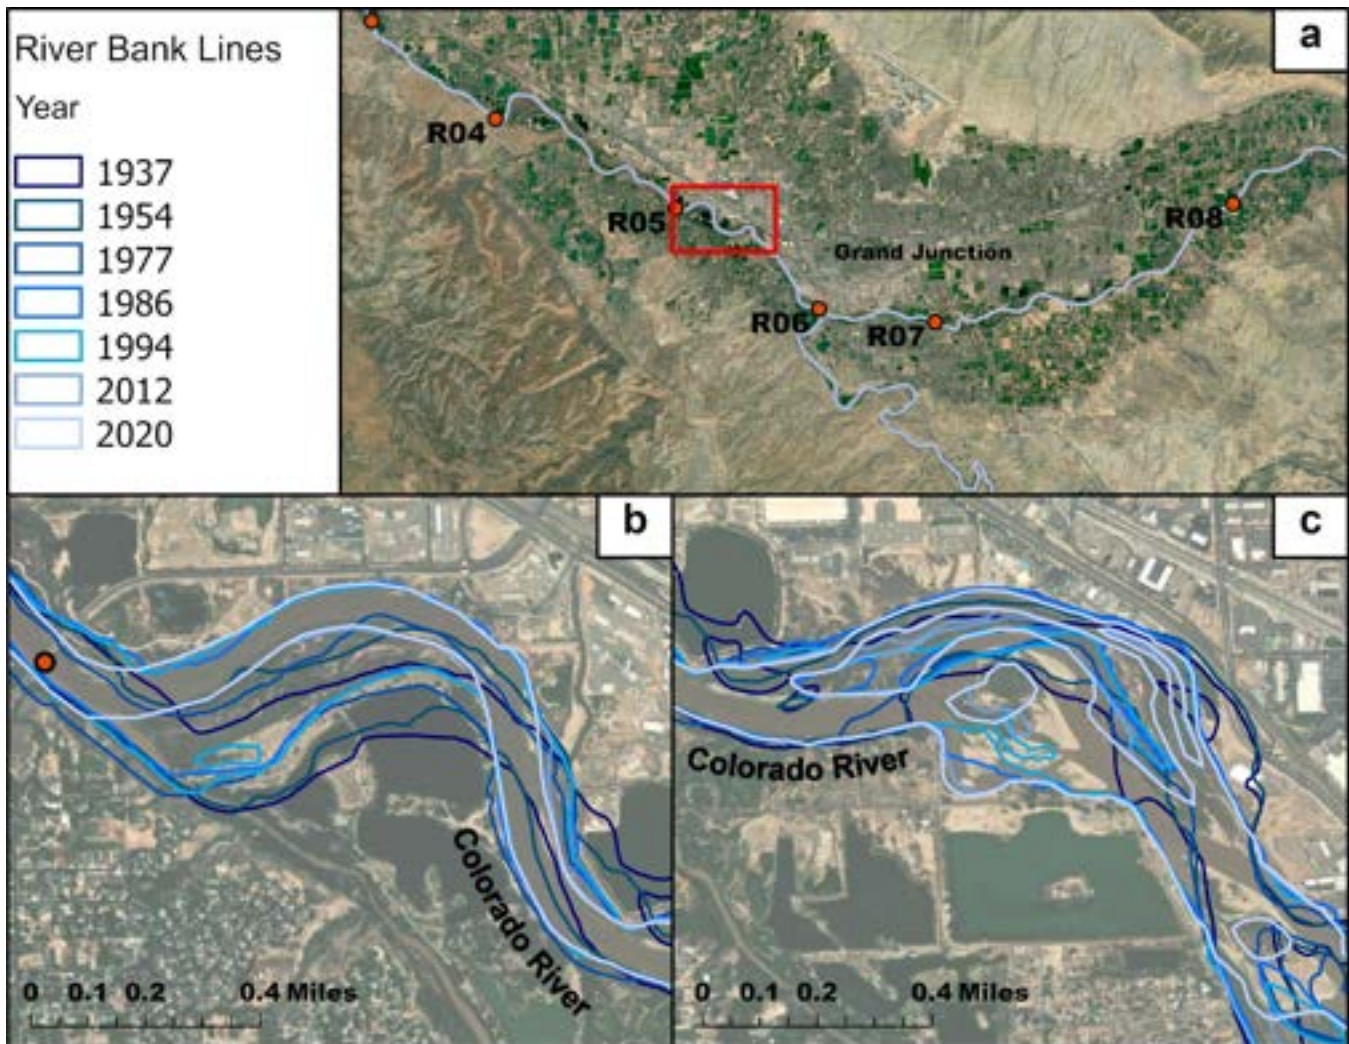 River Bank Lines
Year
1937
1954
1977
1986
1994
2012
2020
a
R04
R05
R08
Grand Junction
R06
R07
b
Colorado River
0 0.1 0.2 0.4 Miles
c
Colorado River
0 0.1 0.2 0.4 Miles